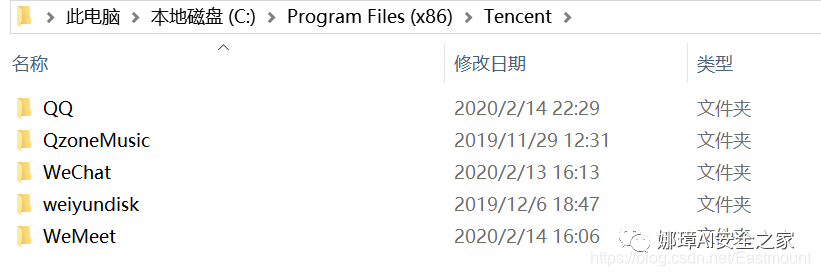 此电脑 > 本地磁盘 (C:) > Program Files (x86) > Tencent >
名称 修改日期 类型
QQ 2020/2/14 22:29 文件夹
QzoneMusic 2019/11/29 12:31 文件夹
WeChat 2020/2/13 16:13 文件夹
weiyundisk 2019/12/6 18:47 文件夹
WeMeet 2020/2/14 16:06 文件夹
娜璋AI安全之家
https://blog.csdn.net/Eastmount